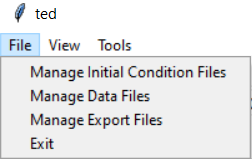 ted
File View Tools
Manage Initial Condition Files
Manage Data Files
Manage Export Files
Exit